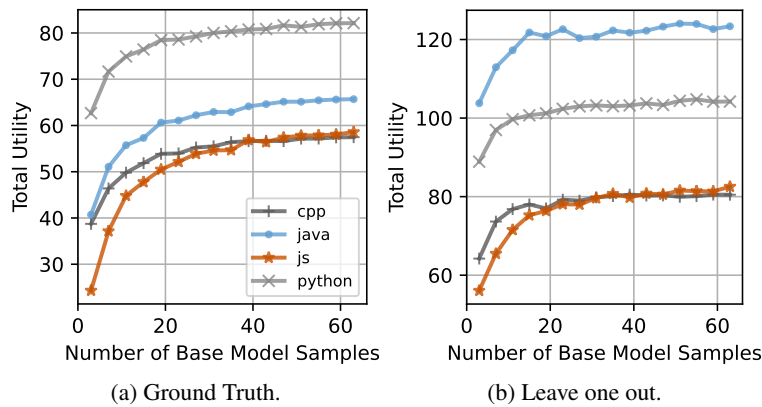 80
70
60
50
40
30
Total Utility
0
20
40
60
Number of Base Model Samples
cpp
java
js
python
(a) Ground Truth.
120
100
80
60
Total Utility
0
20
40
60
Number of Base Model Samples
(b) Leave one out.